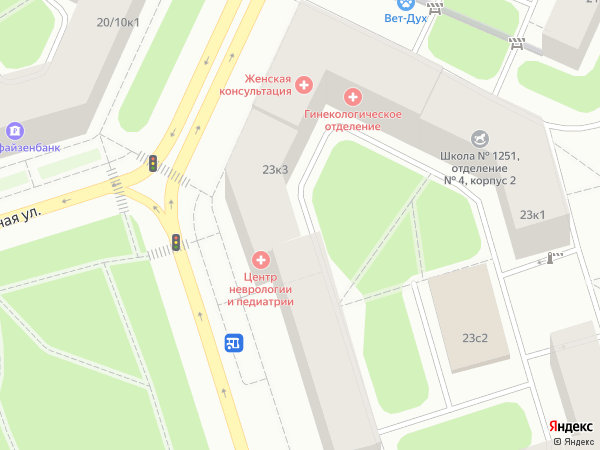 20/10к1
Вет-Дух
Женская
консультация
Гинекологическое
отделение
файзенбанк
23к3
Школа № 1251,
отделение
№ 4, корпус 2
ная ул.
23к1
Центр
неврологии
и педиатрии
23с2
Яндекс
© Яндекс